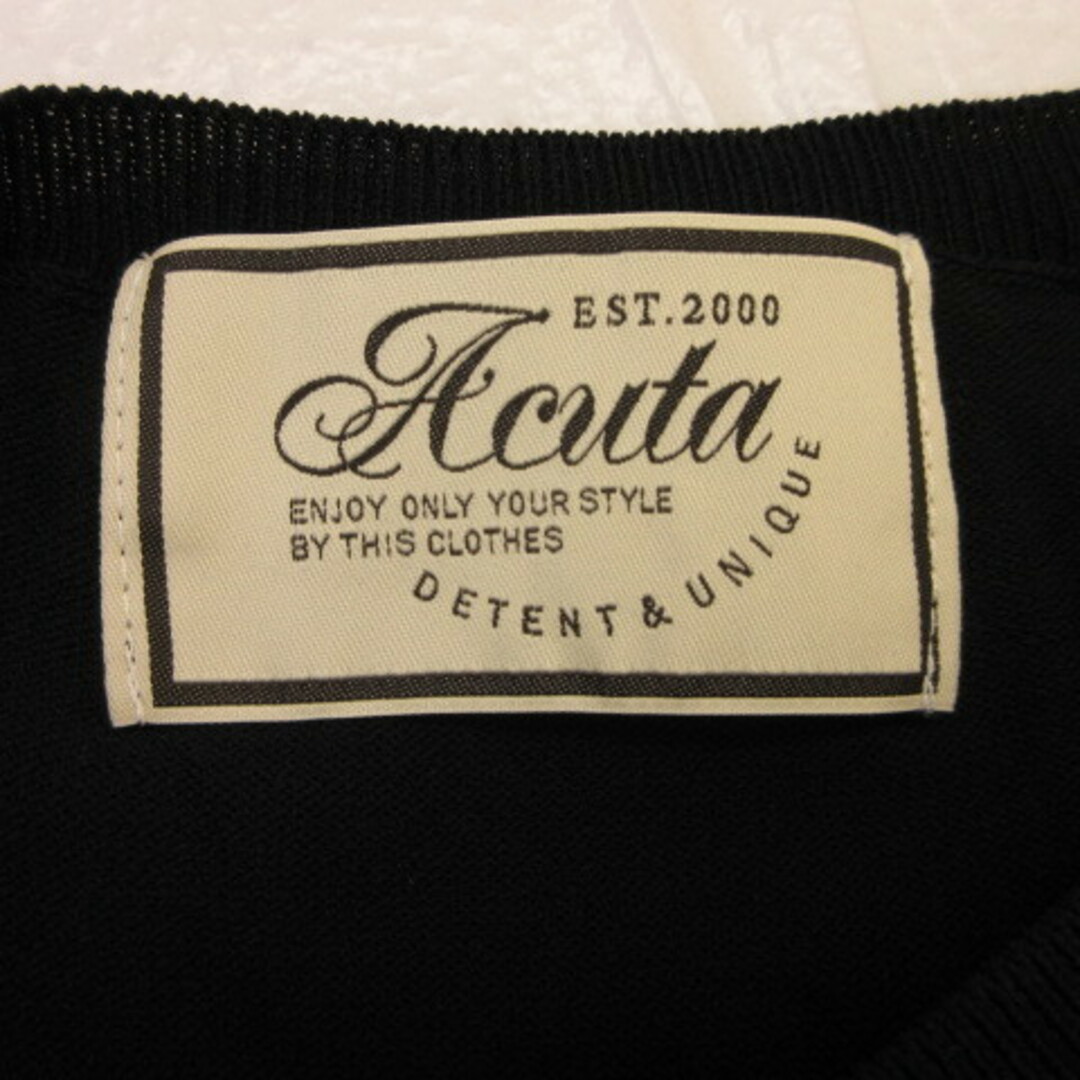 EST.2000
Acuta
ENJOY ONLY YOUR STYLE
BY THIS CLOTHES
DETENT & UNIQUE